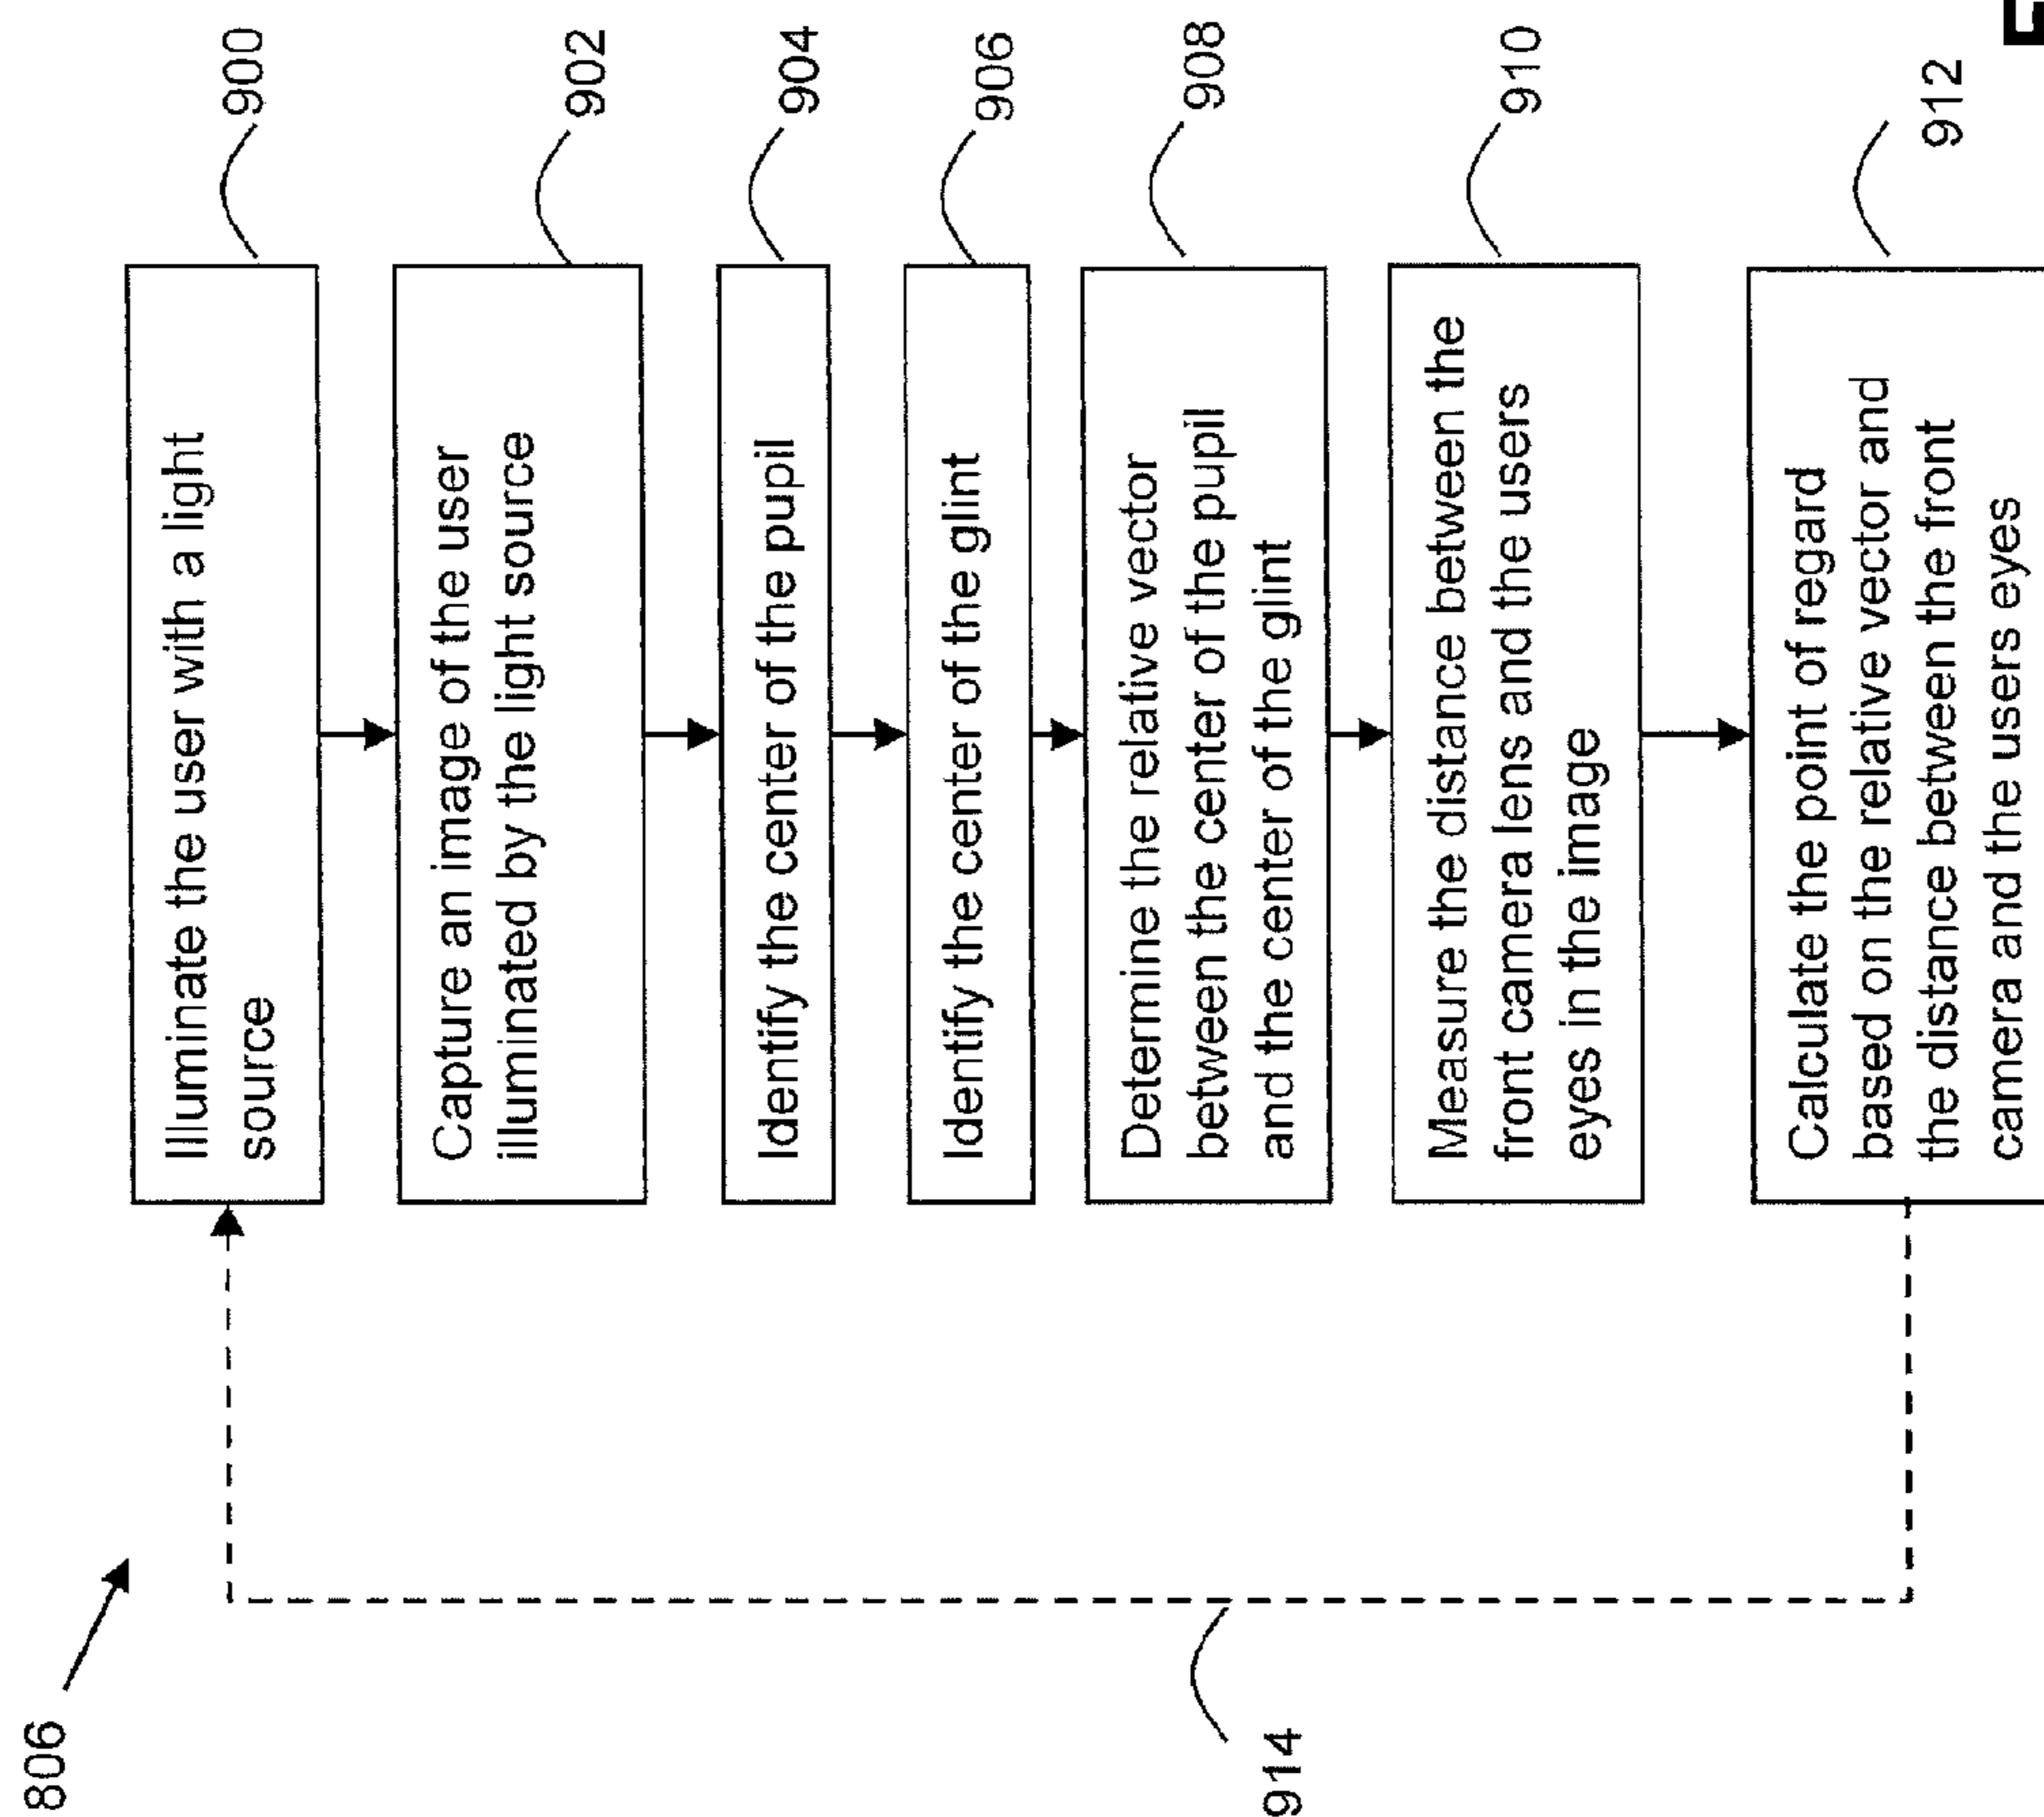 806
Illuminate the user with a light
source
900
Capture an image of the user
illuminated by the light source
902
Identify the center of the pupil
904
Identify the center of the glint
906
Determine the relative vector
between the center of the pupil
and the center of the glint
908
Measure the distance between the
front camera lens and the users
eyes in the image
910
914
Calculate the point of regard
based on the relative vector and
the distance between the front
camera and the users eyes
912